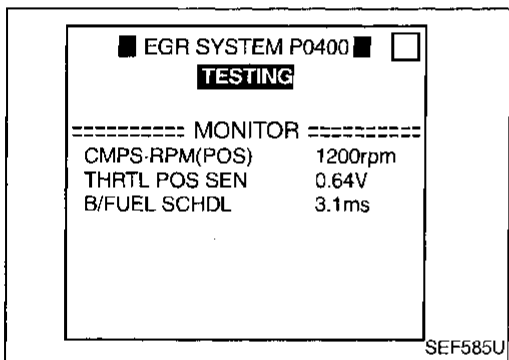 EGR SYSTEM P0400
TESTING
========= MONITOR =========
CMPS·RPM(POS) 1200rpm
THRTL POS SEN 0.64V
B/FUEL SCHDL 3.1ms
SEF585U